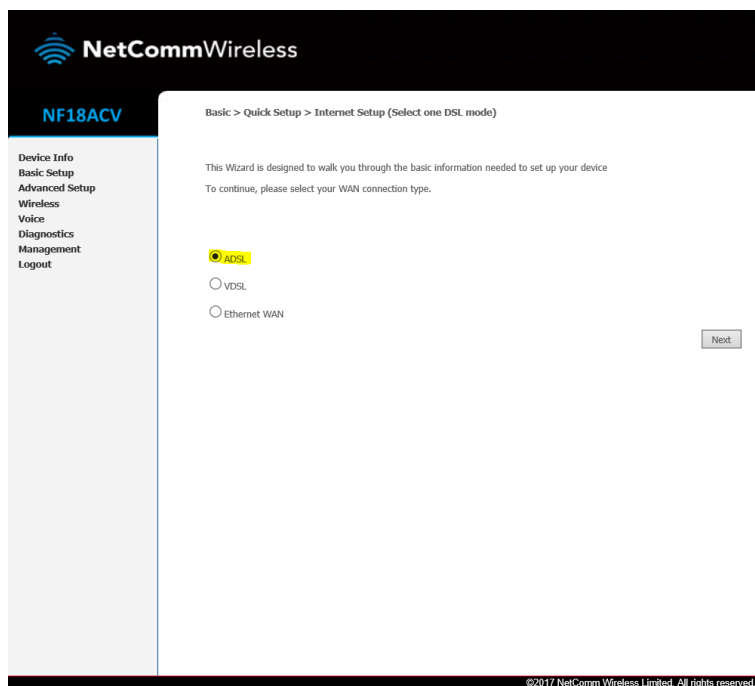 NetCommWireless
NF18ACV
Basic > Quick Setup > Internet Setup (Select one DSL mode)
Device Info
Basic Setup
Advanced Setup
Wireless
Voice
Diagnostics
Management
Logout
This Wizard is designed to walk you through the basic information needed to set up your device
To continue, please select your WAN connection type.
ADSL
VDSL
Ethernet WAN
Next
©2017 NetComm Wireless Limited. All rights reserved